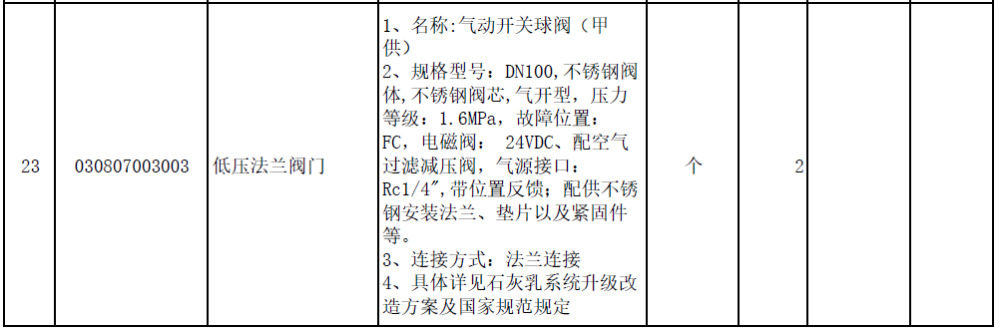 1、名称:气动开关球阀（甲
供）
2、规格型号：DN100,不锈钢阀
体,不锈钢阀芯,气开型，压力
等级：1.6MPa，故障位置：
FC，电磁阀： 24VDC、配空气
过滤减压阀，气源接口：
Rc1/4″,带位置反馈；配供不锈
钢安装法兰、垫片以及紧固件
等。
3、连接方式：法兰连接
4、具体详见石灰乳系统升级改
造方案及国家规范规定
23 030807003003 低压法兰阀门 个 2